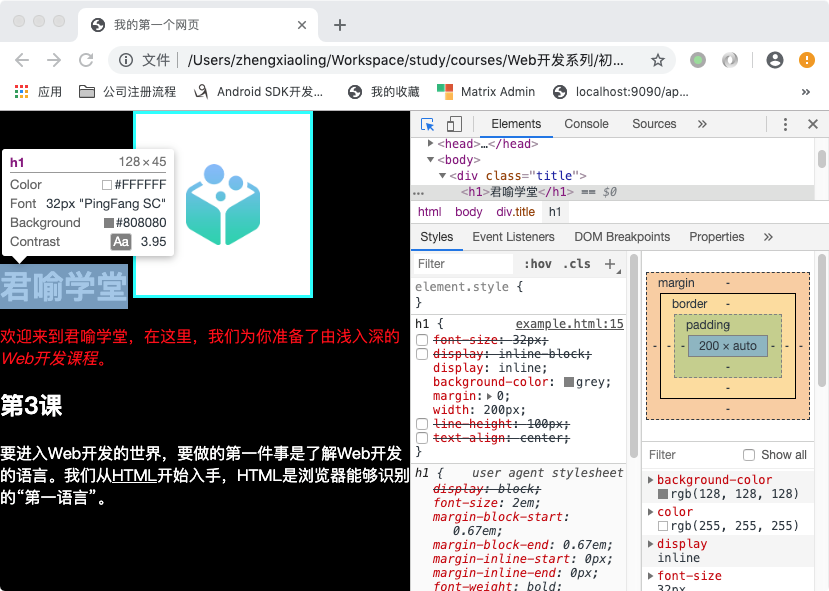 我的第一个网页
文件 /Users/zhengxiaoling/Workspace/study/courses/Web开发系列/初...
应用 公司注册流程 Android SDK开发... 我的收藏 Matrix Admin localhost:9090/ap... »
h1 128 × 45
Color #FFFFFF
Font 32px "PingFang SC"
Background #808080
Contrast Aa 3.95
君喻学堂
欢迎来到君喻学堂，在这里，我们为你准备了由浅入深的
Web开发课程。
第3课
要进入Web开发的世界，要做的第一件事是了解Web开发
的语言。我们从HTML开始入手，HTML是浏览器能够识别
的“第一语言”。
Elements Console Sources »
<head>…</head>
<body>
<div class="title">
<h1>君喻学堂</h1> == $0
html body div.title h1
Styles Event Listeners DOM Breakpoints Properties »
Filter :hov .cls +
element.style {
}
h1 { example.html:15
font-size: 32px;
display: inline-block;
display: inline;
background-color: grey;
margin: 0;
width: 200px;
line-height: 100px;
text-align: center;
}
h1 { user agent stylesheet
display: block;
font-size: 2em;
margin-block-start:
0.67em;
margin-block-end: 0.67em;
margin-inline-start: 0px;
margin-inline-end: 0px;
font-weight: bold;
margin -
border -
padding
- - - 200 × auto - - -
-
-
-
Filter Show all
background-color
rgb(128, 128, 128)
color
rgb(255, 255, 255)
display
inline
font-size
32px